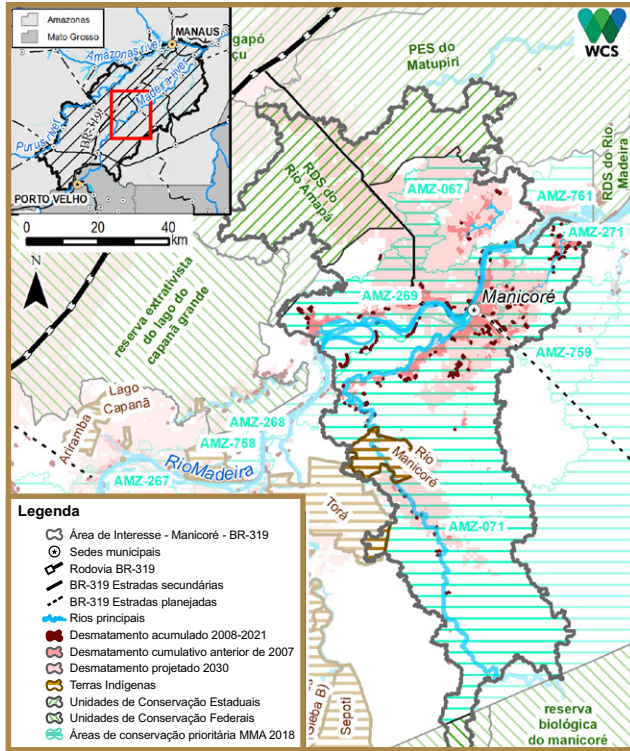 Amazonas
Mato Grosso
MANAUS
Amazonas river
Madeira river
Purus river
BR-319
PORTO VELHO
0 20 40
km
N
WCS
gapó
çu
PES do
Matupiri
RDS do
Rio Amapá
RDS do Rio
Madeira
AMZ-067
AMZ-761
AMZ-271
AMZ-269
Manicoré
AMZ-759
reserva extrativista
do lago do
capanã grande
Lago
Capanã
Ariramba
AMZ-268
AMZ-758
RioMadeira
AMZ-267
Rio
Manicoré
Torá
AMZ-071
(Gleba B)
Sepoti
reserva
biológica
do manicoré
Legenda
Área de Interesse - Manicoré - BR-319
Sedes municipais
Rodovia BR-319
BR-319 Estradas secundárias
BR-319 Estradas planejadas
Rios principais
Desmatamento acumulado 2008-2021
Desmatamento cumulativo anterior de 2007
Desmatamento projetado 2030
Terras Indígenas
Unidades de Conservação Estaduais
Unidades de Conservação Federais
Áreas de conservação prioritária MMA 2018